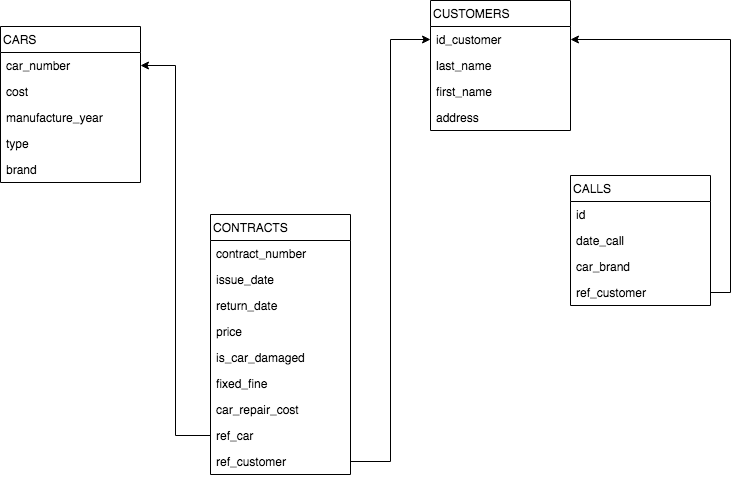 CARS
car_number
cost
manufacture_year
type
brand
CUSTOMERS
id_customer
last_name
first_name
address
CALLS
id
date_call
car_brand
ref_customer
CONTRACTS
contract_number
issue_date
return_date
price
is_car_damaged
fixed_fine
car_repair_cost
ref_car
ref_customer